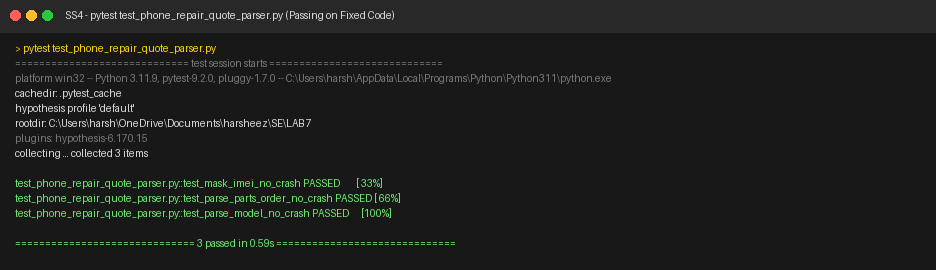 SS4 - pytest test_phone_repair_quote_parser.py (Passing on Fixed Code)
> pytest test_phone_repair_quote_parser.py
============================= test session starts =============================
platform win32 -- Python 3.11.9, pytest-9.2.0, pluggy-1.7.0 -- C:\Users\harsh\AppData\Local\Programs\Python\Python311\python.exe
cachedir: .pytest_cache
hypothesis profile 'default'
rootdir: C:\Users\harsh\OneDrive\Documents\harsheez\SE\LAB7
plugins: hypothesis-6.170.15
collecting ... collected 3 items
test_phone_repair_quote_parser.py::test_mask_imei_no_crash PASSED [ 33%]
test_phone_repair_quote_parser.py::test_parse_parts_order_no_crash PASSED [ 66%]
test_phone_repair_quote_parser.py::test_parse_model_no_crash PASSED [100%]
============================== 3 passed in 0.59s ==============================